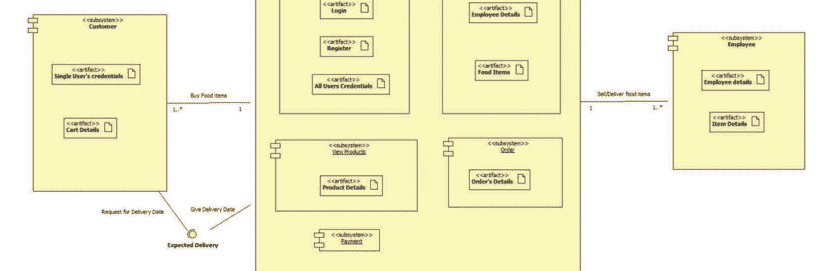 <<subsystem>>
Customer
<<artifact>>
Single User's credentials
<<artifact>>
Cart Details
Buy Food items
1..*
1
Request for Delivery Date
Give Delivery Date
Expected Delivery
<<artifact>>
Login
<<artifact>>
Register
<<artifact>>
All Users Credentials
<<artifact>>
Employee Details
<<artifact>>
Food Items
<<subsystem>>
View Products
<<artifact>>
Product Details
<<subsystem>>
Order
<<artifact>>
Order's Details
<<subsystem>>
Payment
Sell/Deliver food items
1
1..*
<<subsystem>>
Employee
<<artifact>>
Employee details
<<artifact>>
Item Details